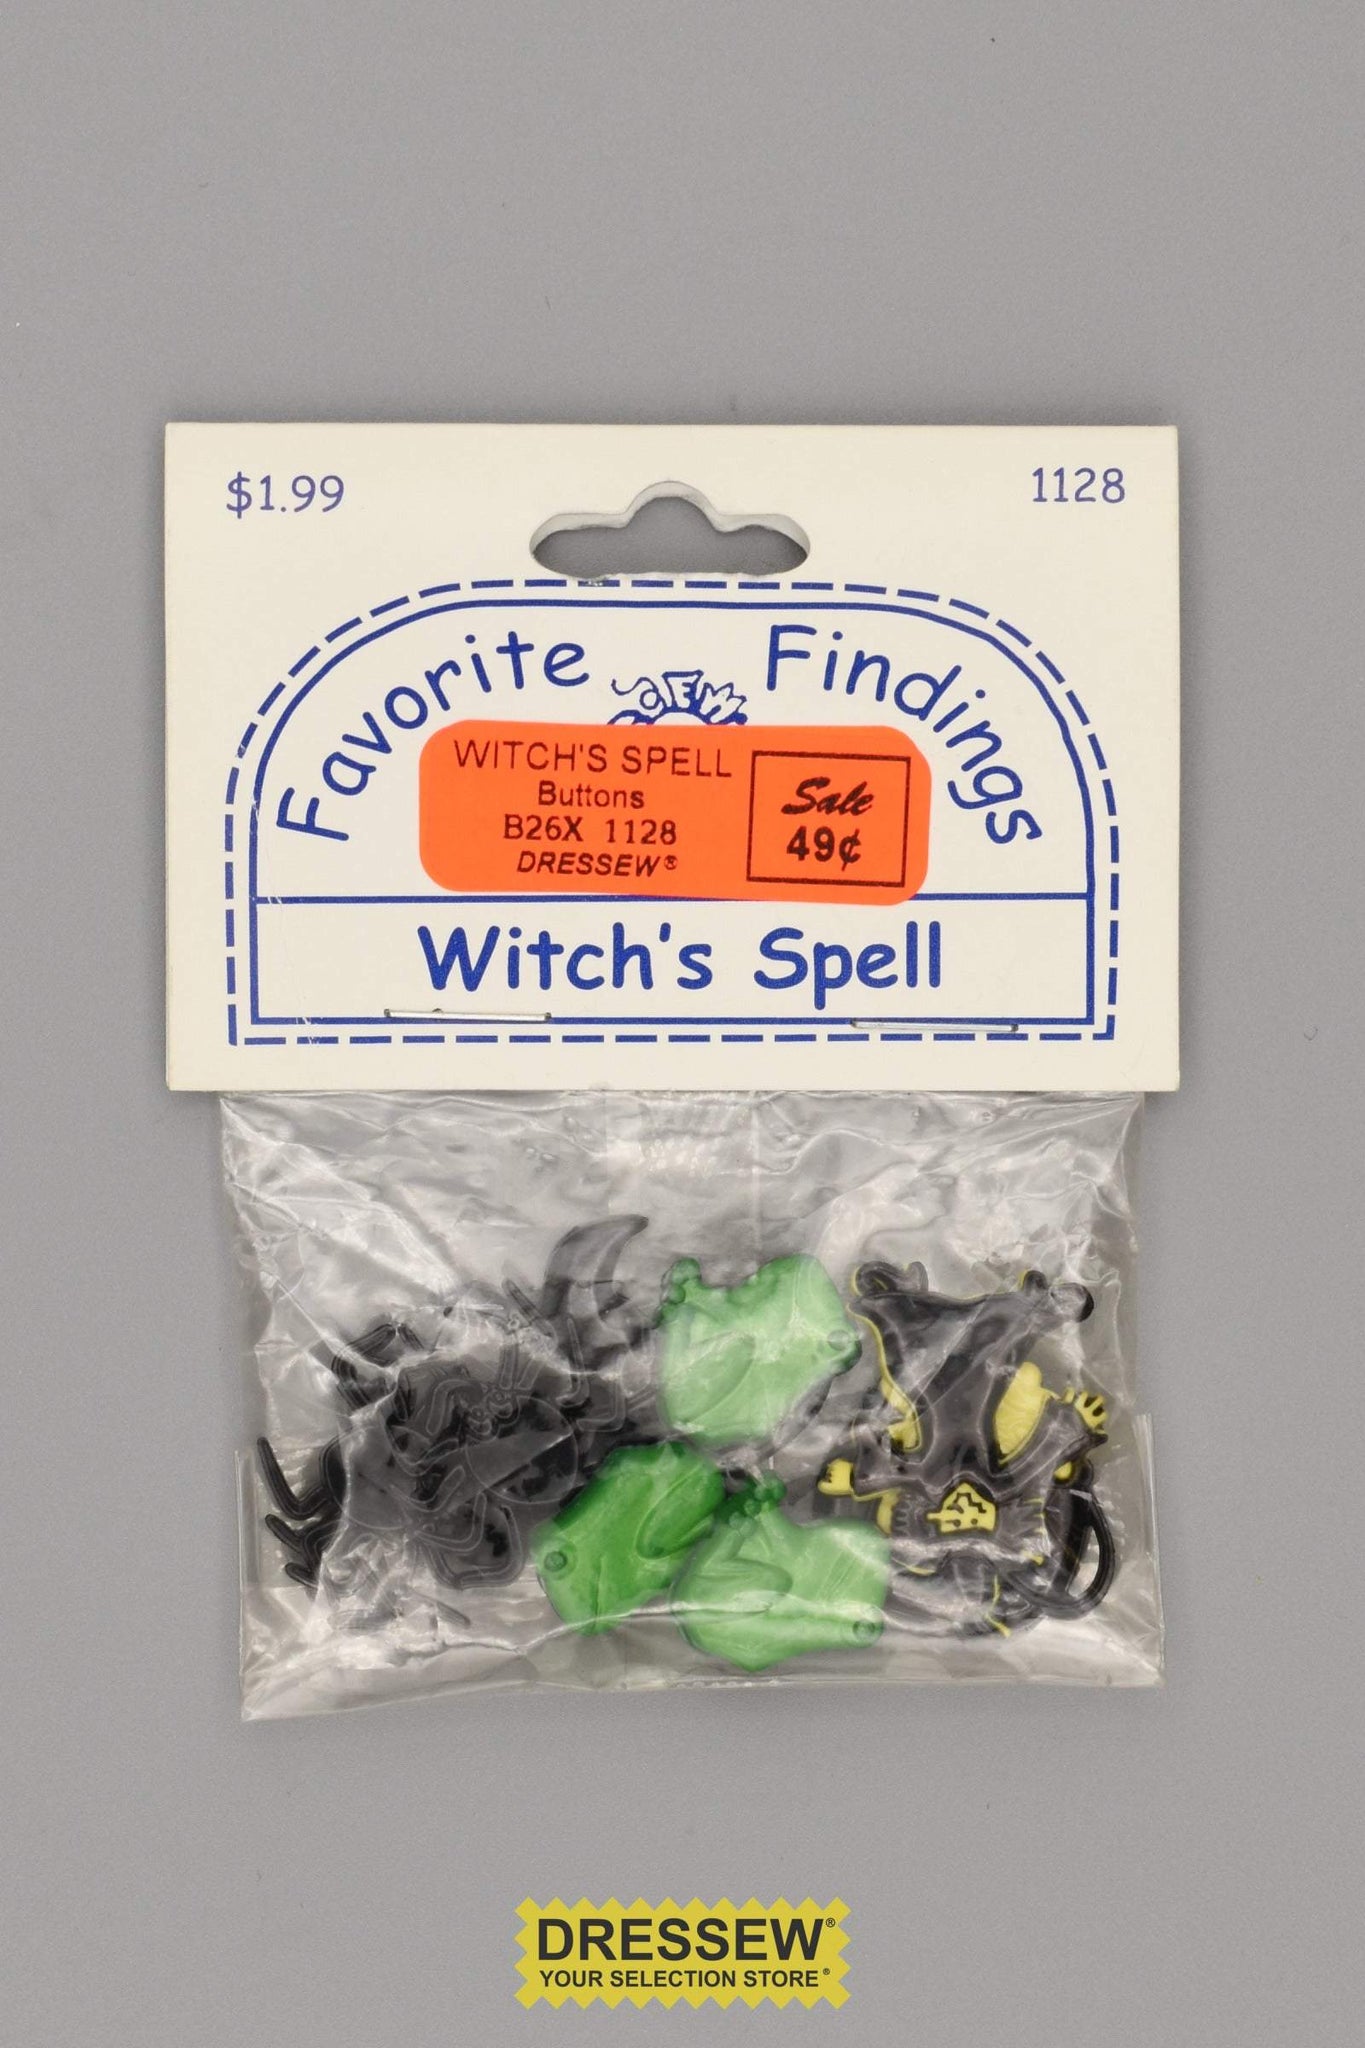 $1.99
1128
Favorite Findings
WITCH'S SPELL
Buttons
B26X 1128
DRESSEW®
Sale
49¢
Witch's Spell
DRESSEW®
YOUR SELECTION STORE®